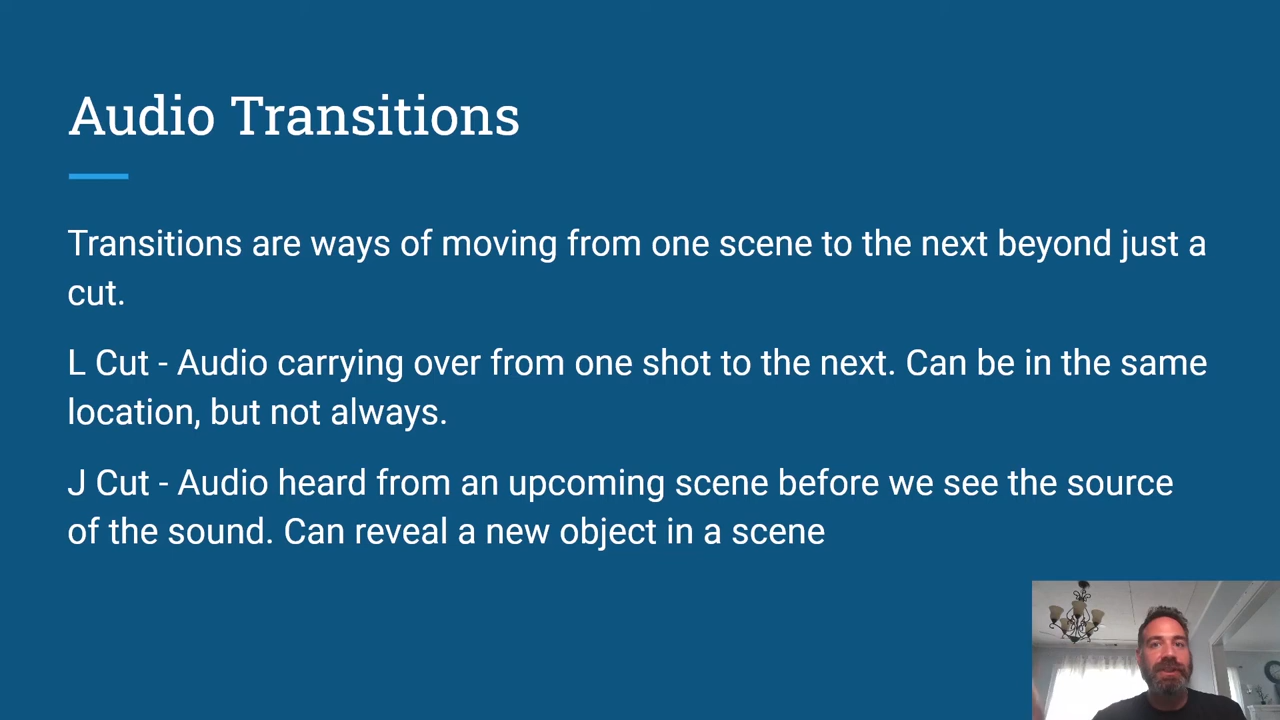 Audio Transitions
Transitions are ways of moving from one scene to the next beyond just a
cut.
L Cut - Audio carrying over from one shot to the next. Can be in the same
location, but not always.
J Cut - Audio heard from an upcoming scene before we see the source
of the sound. Can reveal a new object in a scene